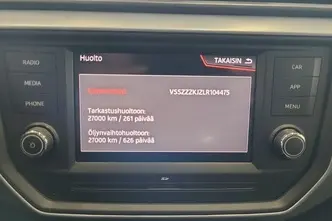 Huolto
TAKAISIN
RADIO
MEDIA
PHONE
CAR
APP
MENU
VSSZZZKJZLR104475
Tarkastushuoltoon:
27000 km / 261 päivää
Öljynvaihtohuoltoon:
27000 km / 626 päivää